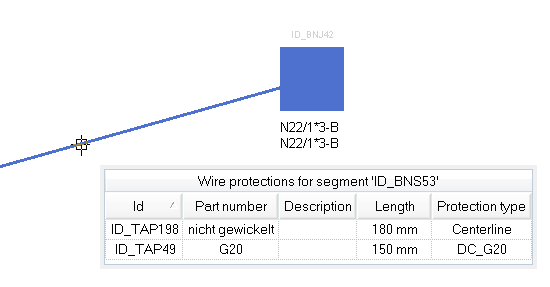 ID_BNJ42
N22/1*3-B
N22/1*3-B
Wire protections for segment 'ID_BNS53'
Id Part number Description Length Protection type
ID_TAP198 nicht gewickelt 180 mm Centerline
ID_TAP49 G20 150 mm DC_G20